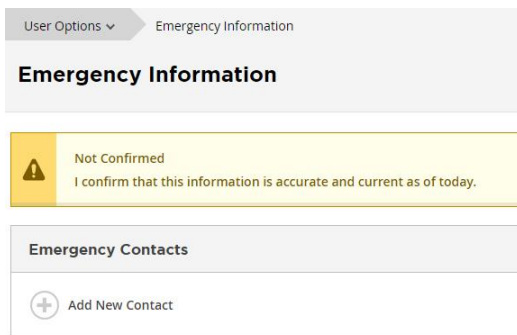 User Options Emergency Information
Emergency Information
Not Confirmed
I confirm that this information is accurate and current as of today.
Emergency Contacts
Add New Contact